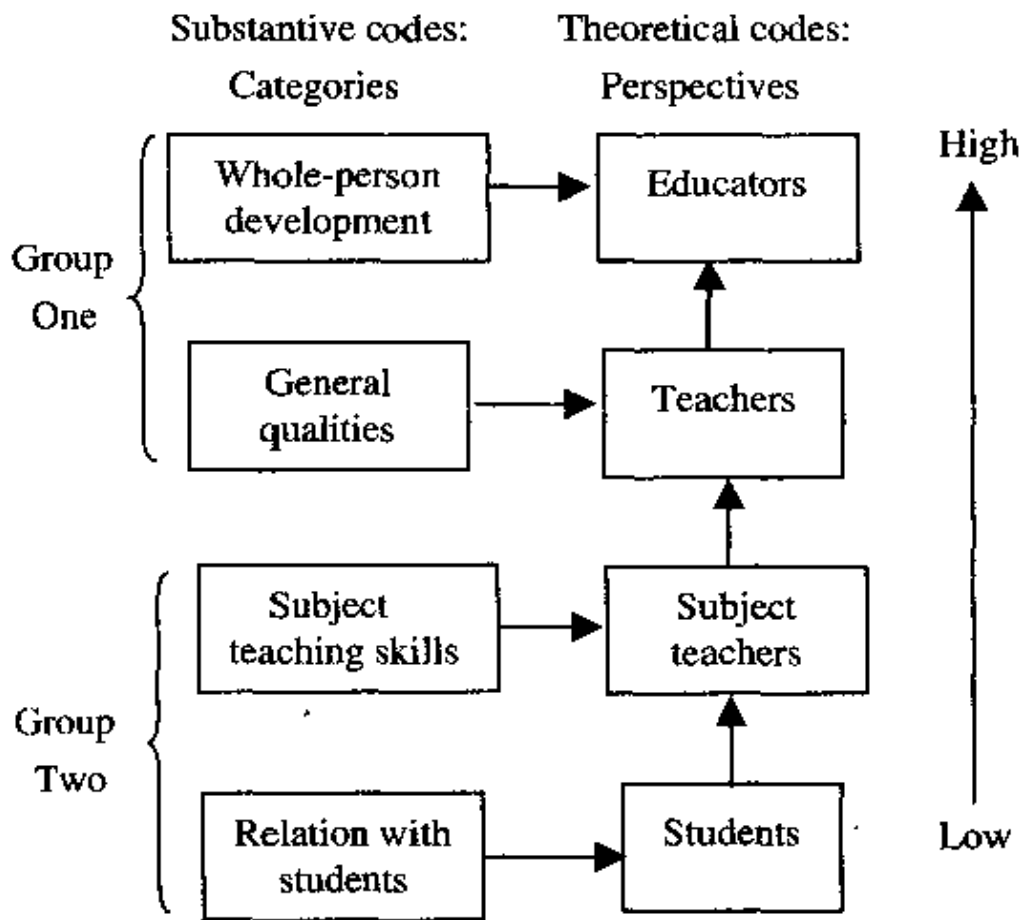 Substantive codes:
Categories
Theoretical codes:
Perspectives
High
Group
One
Whole-person
development
Educators
General
qualities
Teachers
Group
Two
Subject
teaching skills
Subject
teachers
Relation with
students
Students
Low